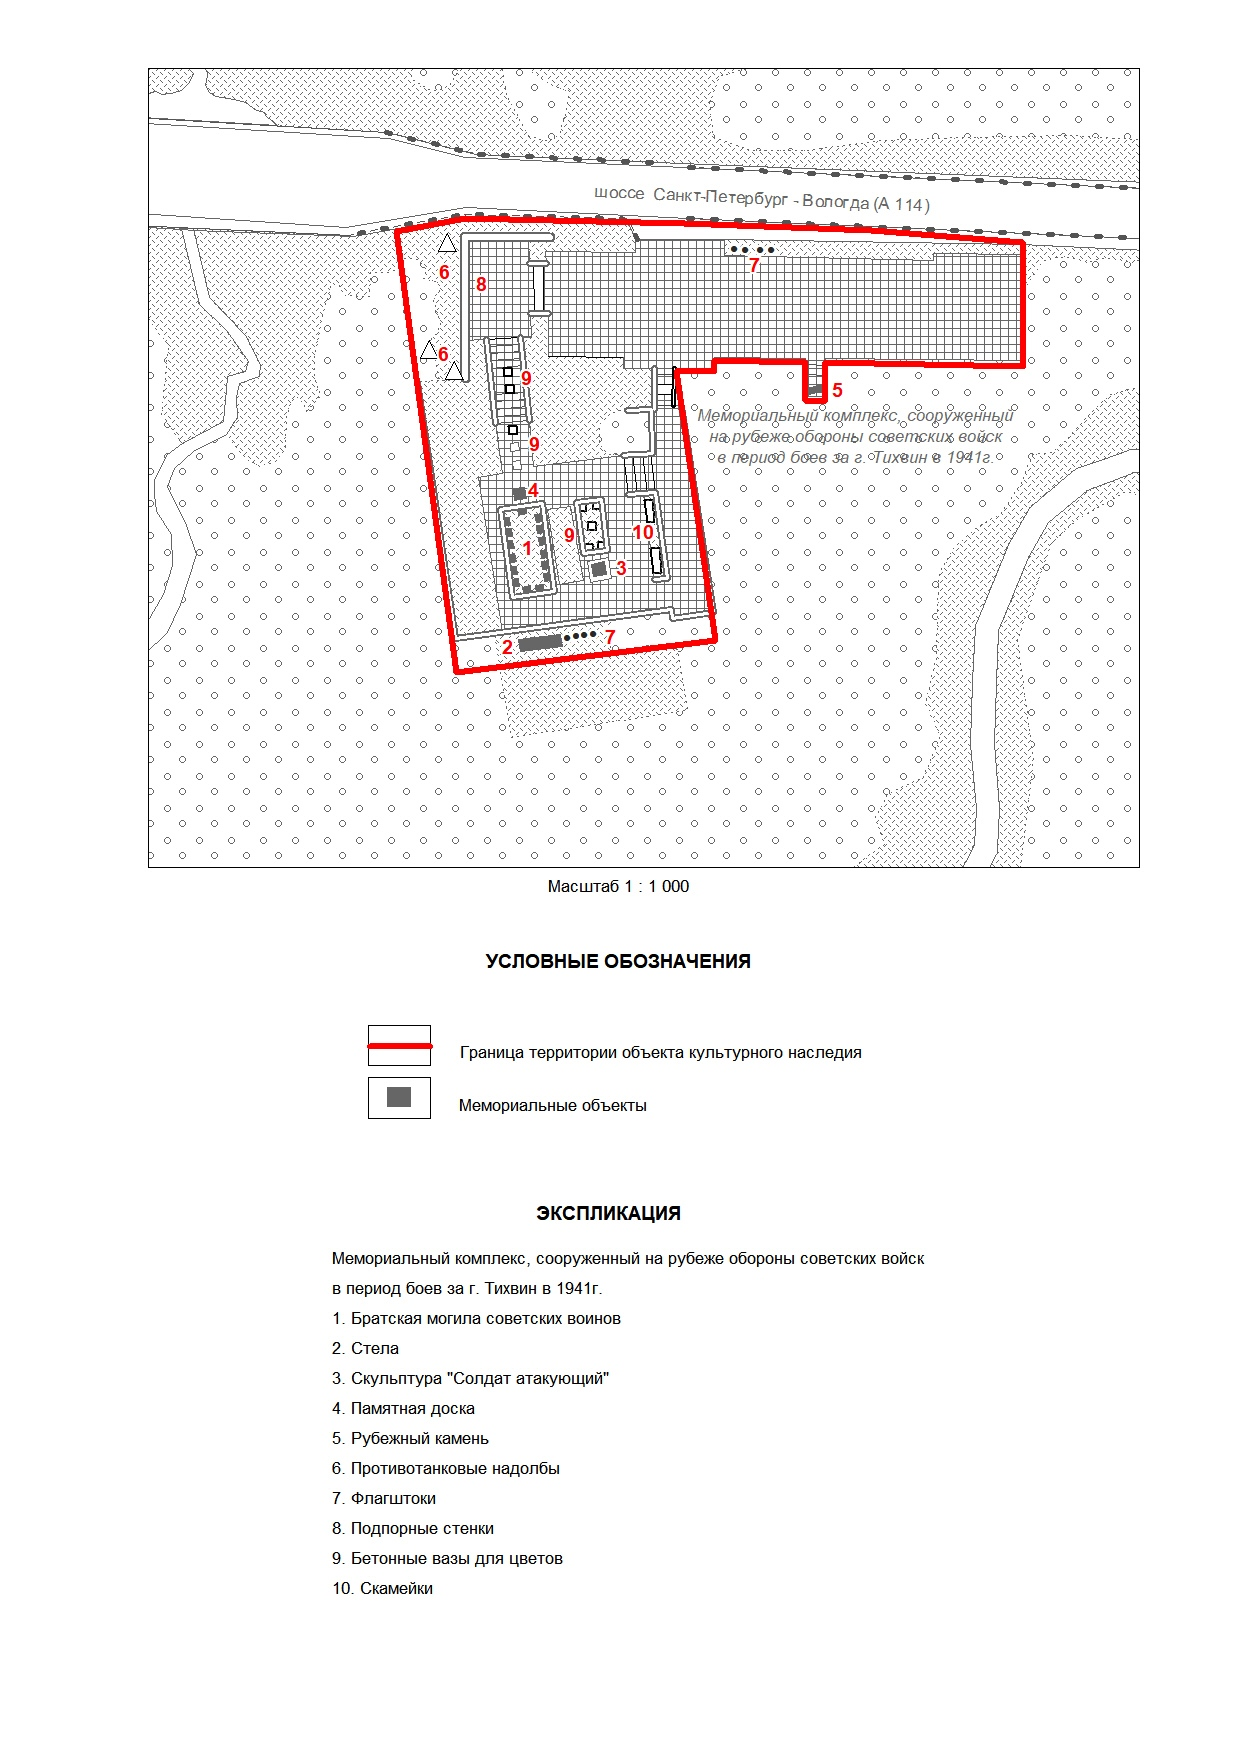 шоссе Санкт-Петербург - Вологда (А 114)
7
6
8
6
9
5
Мемориальный комплекс, сооруженный
на рубеже обороны советских войск
в период боев за г. Тихвин в 1941г.
9
4
9
10
1
3
7
2
Масштаб 1 : 1 000
УСЛОВНЫЕ ОБОЗНАЧЕНИЯ
Граница территории объекта культурного наследия
Мемориальные объекты
ЭКСПЛИКАЦИЯ
Мемориальный комплекс, сооруженный на рубеже обороны советских войск
в период боев за г. Тихвин в 1941г.
1. Братская могила советских воинов
2. Стела
3. Скульптура "Солдат атакующий"
4. Памятная доска
5. Рубежный камень
6. Противотанковые надолбы
7. Флагштоки
8. Подпорные стенки
9. Бетонные вазы для цветов
10. Скамейки